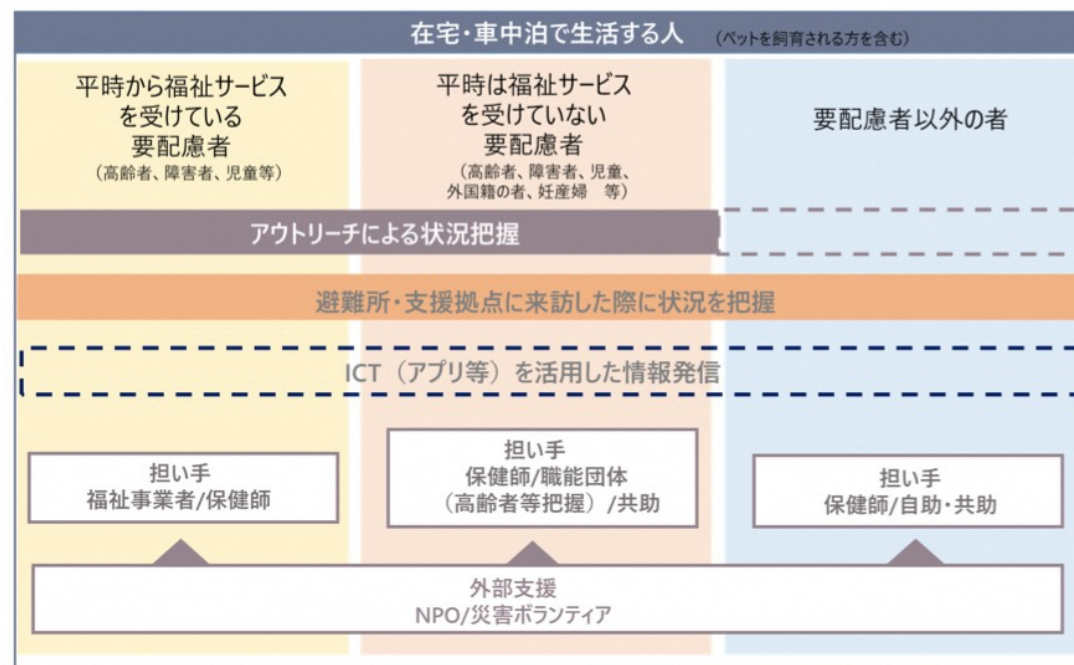 在宅・車中泊で生活する人 (ペットを飼育される方を含む)
平時から福祉サービス
を受けている
要配慮者
(高齢者、障害者、児童等)
平時は福祉サービス
を受けていない
要配慮者
(高齢者、障害者、児童、
外国籍の者、妊産婦　等)
要配慮者以外の者
アウトリーチによる状況把握
避難所・支援拠点に来訪した際に状況を把握
ICT（アプリ等）を活用した情報発信
担い手
福祉事業者/保健師
担い手
保健師/職能団体
（高齢者等把握）/共助
担い手
保健師/自助・共助
外部支援
NPO/災害ボランティア